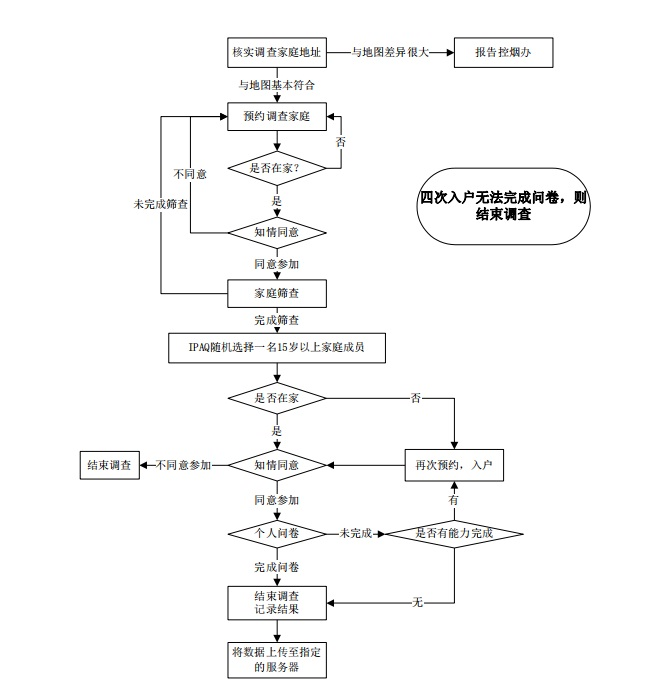 核实调查家庭地址
与地图差异很大
报告控烟办
与地图基本符合
预约调查家庭
否
是否在家?
不同意
是
未完成筛查
四次入户无法完成问卷，则
结束调查
知情同意
同意参加
家庭筛查
完成筛查
IPAQ随机选择一名15岁以上家庭成员
是否在家
否
是
结束调查
不同意参加
知情同意
再次预约，入户
同意参加
有
个人问卷
未完成
是否有能力完成
完成问卷
结束调查
记录结果
无
将数据上传至指定
的服务器